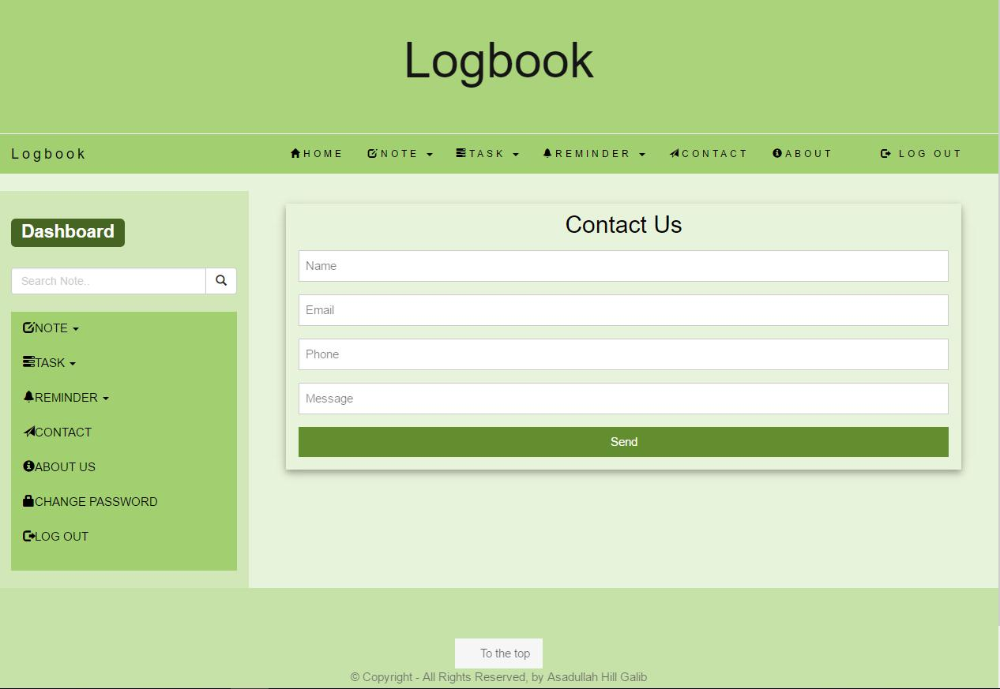 Logbook
Logbook HOME NOTE TASK REMINDER CONTACT ABOUT LOG OUT
Dashboard
Search Note..
NOTE
TASK
REMINDER
CONTACT
ABOUT US
CHANGE PASSWORD
LOG OUT
Contact Us
Name
Email
Phone
Message
Send
To the top
© Copyright - All Rights Reserved, by Asadullah Hill Galib